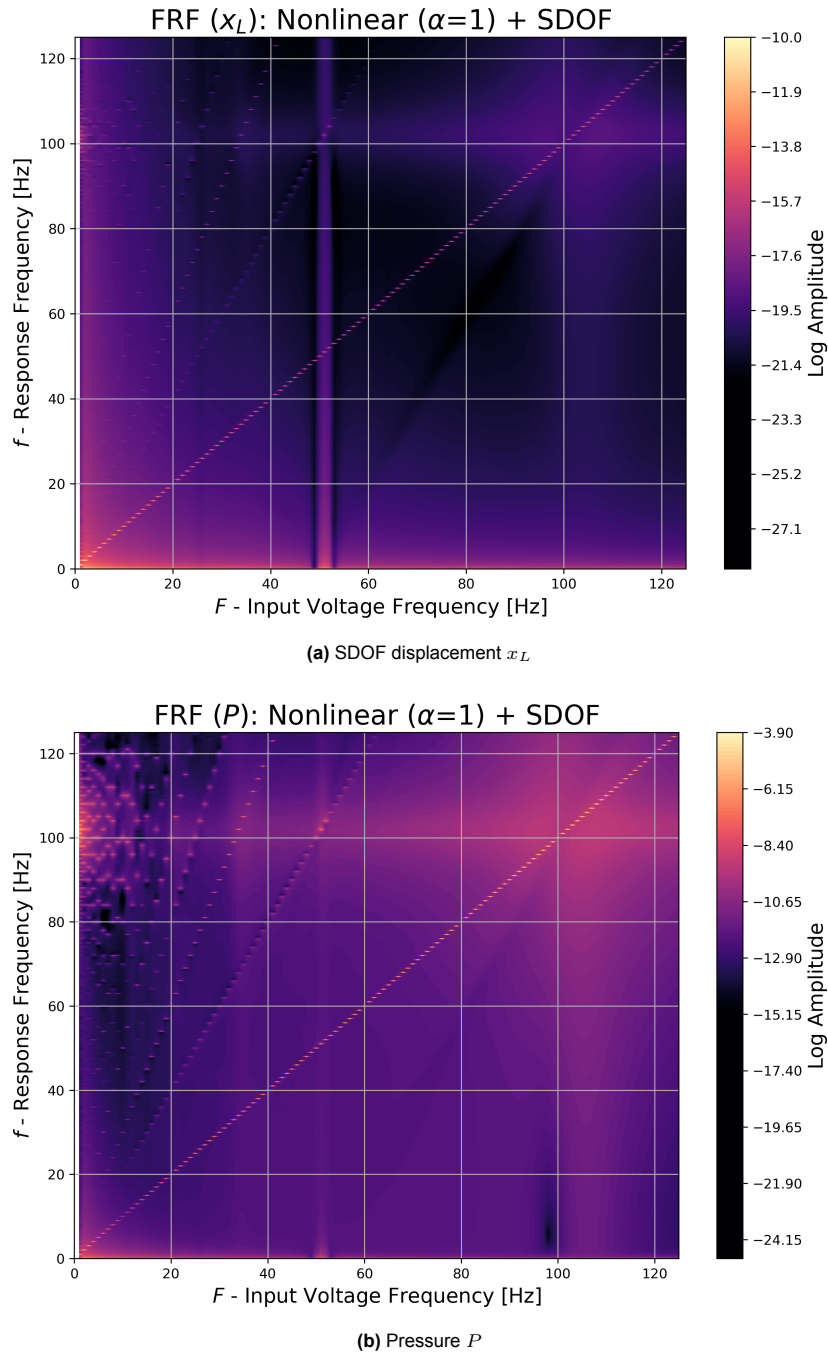 FRF (x_L): Nonlinear (α=1) + SDOF
120
100
80
60
40
20
0
f - Response Frequency [Hz]
0 20 40 60 80 100 120
F - Input Voltage Frequency [Hz]
−10.0
−11.9
−13.8
−15.7
−17.6
−19.5
−21.4
−23.3
−25.2
−27.1
Log Amplitude
(a) SDOF displacement x_L
FRF (P): Nonlinear (α=1) + SDOF
120
100
80
60
40
20
0
f - Response Frequency [Hz]
0 20 40 60 80 100 120
F - Input Voltage Frequency [Hz]
−3.90
−6.15
−8.40
−10.65
−12.90
−15.15
−17.40
−19.65
−21.90
−24.15
Log Amplitude
(b) Pressure P